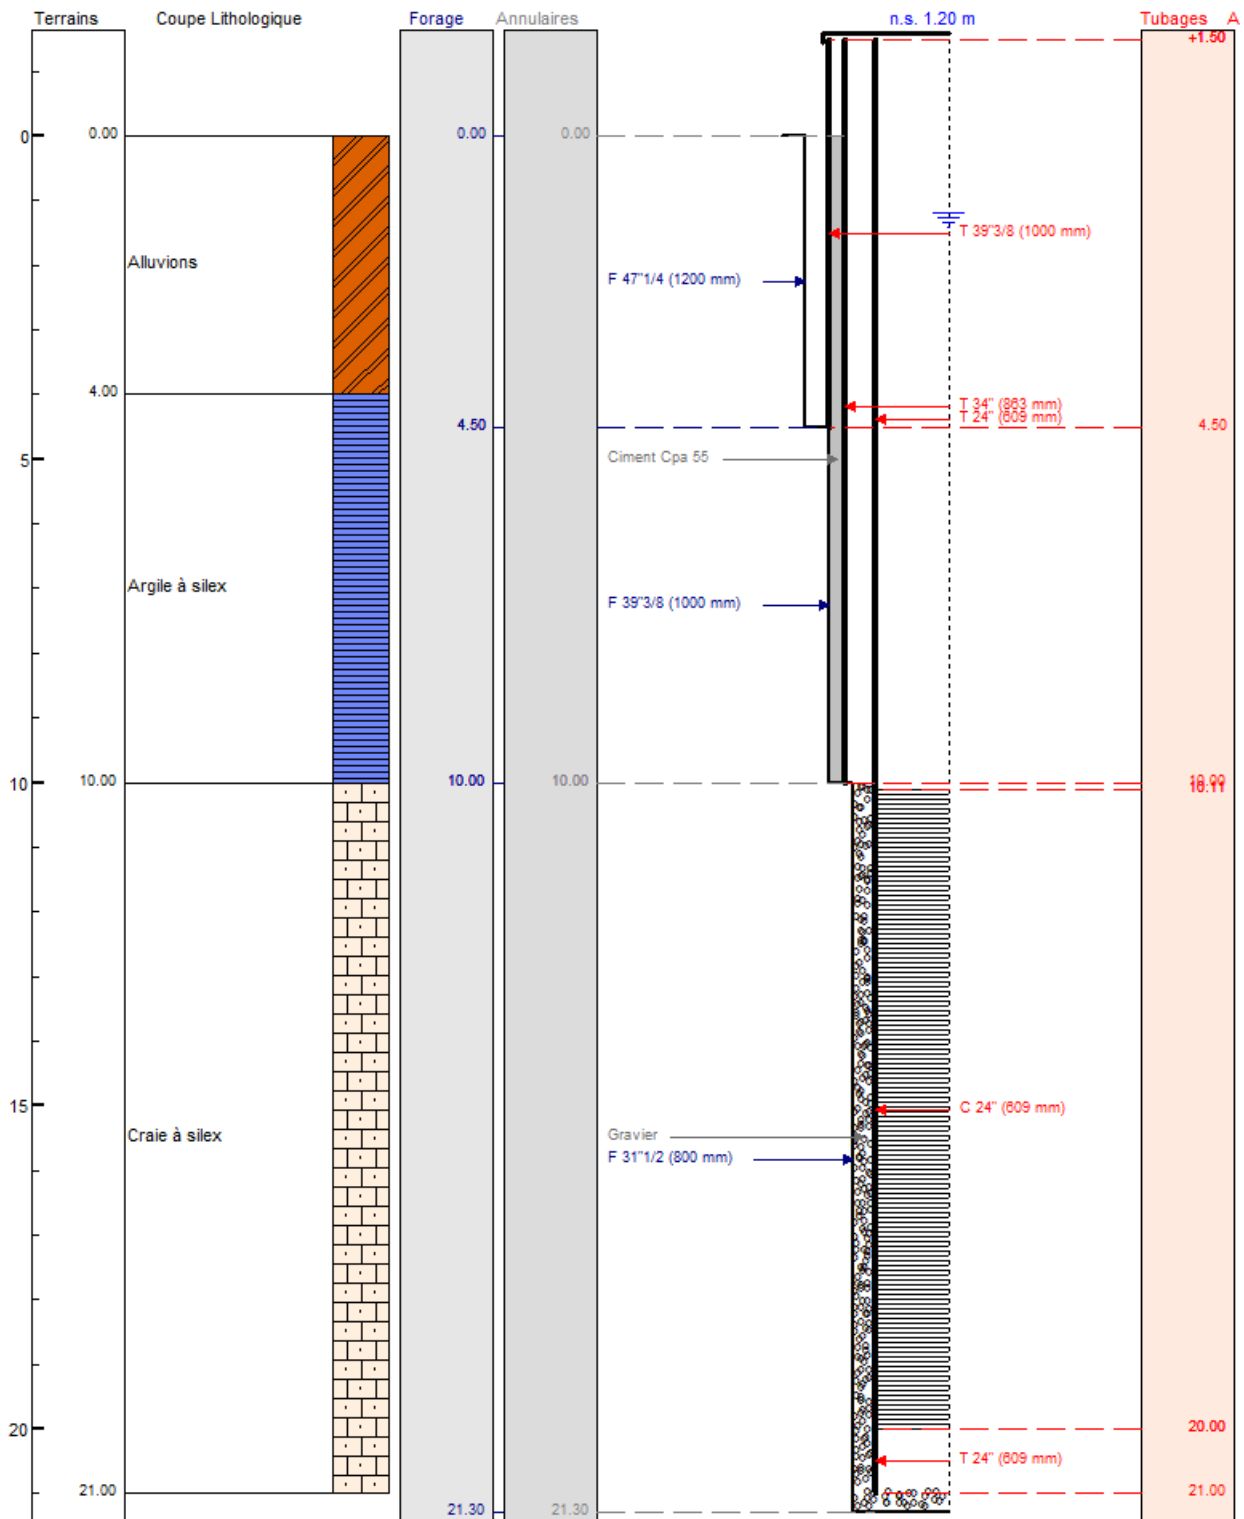 Terrains Coupe Lithologique Forage Annulaires n.s. 1.20 m Tubages A
+1.50
0 0.00 0.00 0.00
T 39"3/8 (1000 mm)
Alluvions
F 47"1/4 (1200 mm)
4.00
T 34" (863 mm)
T 24" (609 mm)
4.50 4.50
5 Ciment Cpa 55
Argile à silex
F 39"3/8 (1000 mm)
10 10.00 10.00 10.00 10.00
10.11
15
C 24" (609 mm)
Craie à silex
Gravier
F 31"1/2 (800 mm)
20 20.00
T 24" (609 mm)
21.00 21.00
21.30 21.30